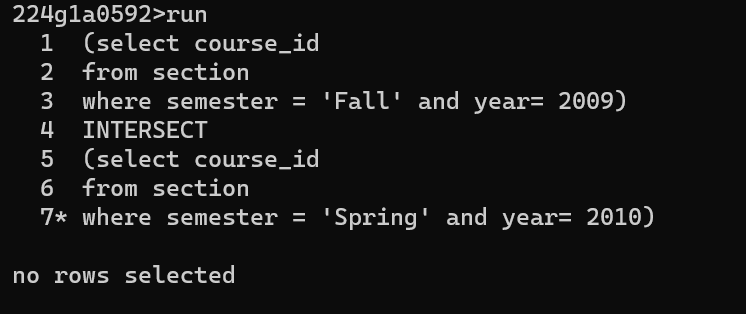 224g1a0592>run
  1  (select course_id
  2  from section
  3  where semester = 'Fall' and year= 2009)
  4  INTERSECT
  5  (select course_id
  6  from section
  7* where semester = 'Spring' and year= 2010)

no rows selected